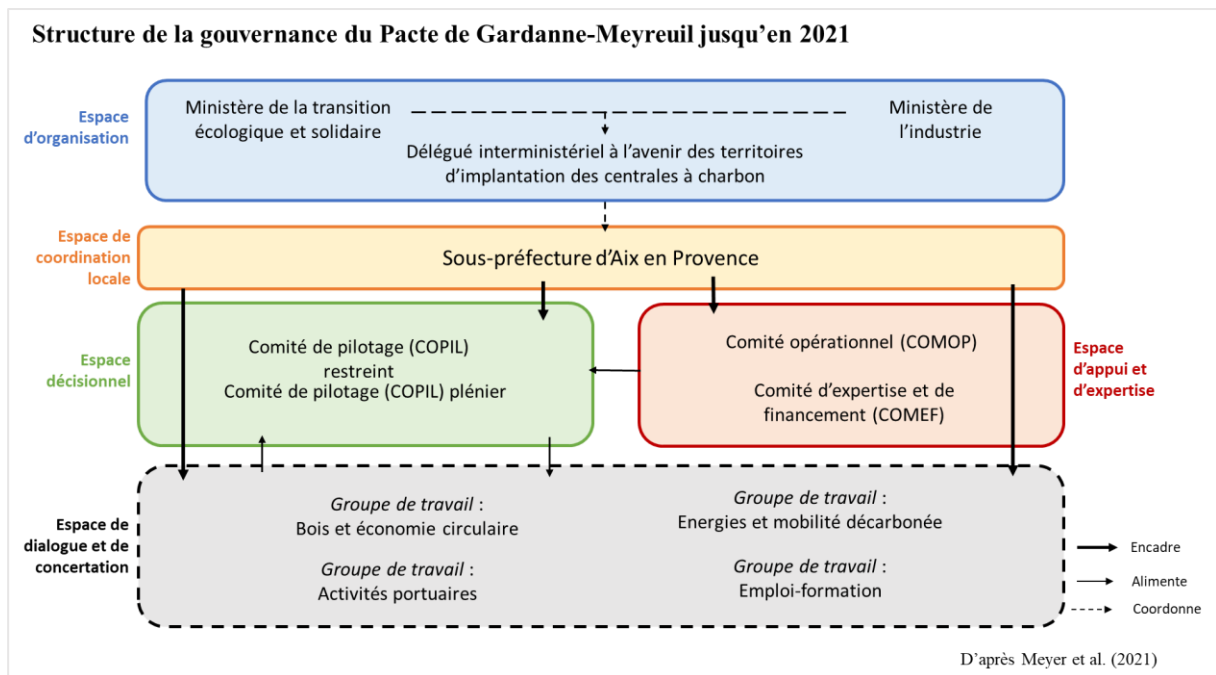 Structure de la gouvernance du Pacte de Gardanne-Meyreuil jusqu’en 2021
Espace
d’organisation
Ministère de la transition
écologique et solidaire
Ministère de
l’industrie
Délégué interministériel à l’avenir des territoires
d’implantation des centrales à charbon
Espace de
coordination
locale
Sous-préfecture d’Aix en Provence
Espace
décisionnel
Comité de pilotage (COPIL)
restreint
Comité de pilotage (COPIL) plénier
Comité opérationnel (COMOP)
Comité d’expertise et de
financement (COMEF)
Espace
d’appui et
d’expertise
Espace de
dialogue et de
concertation
Groupe de travail :
Bois et économie circulaire
Groupe de travail :
Energies et mobilité décarbonée
Groupe de travail :
Activités portuaires
Groupe de travail :
Emploi-formation
Encadre
Alimente
Coordonne
D’après Meyer et al. (2021)